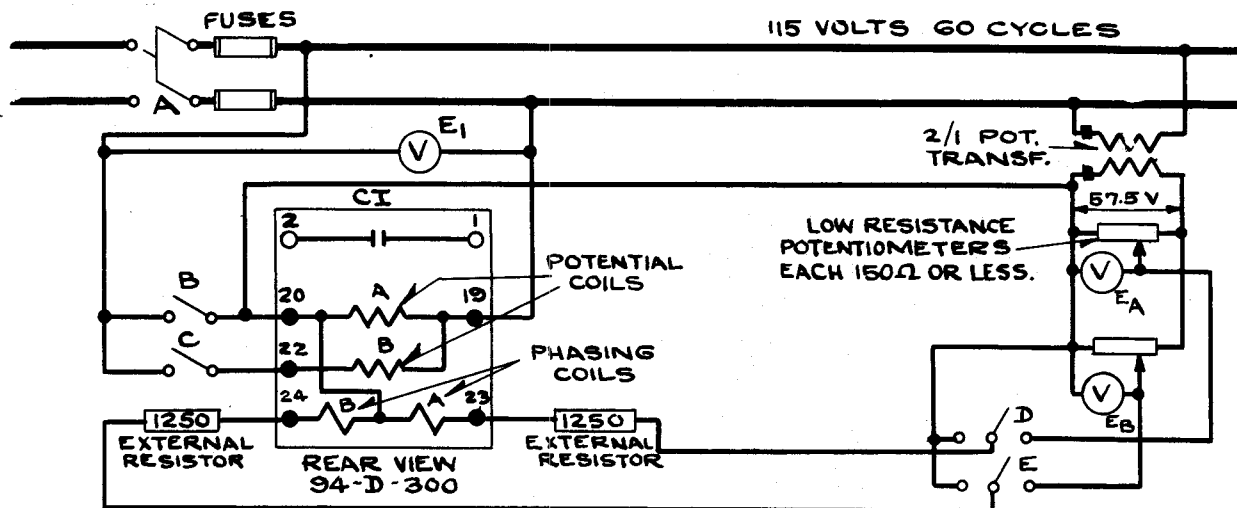 FUSES
115 VOLTS 60 CYCLES
A
E1
V
2/1 POT.
TRANSF.
CI
57.5 V
2
1
LOW RESISTANCE
POTENTIOMETERS
EACH 150Ω OR LESS.
POTENTIAL
COILS
B
20
A
19
V
EA
C
22
B
PHASING
COILS
24
B
A
23
V
EB
1250
EXTERNAL
RESISTOR
1250
EXTERNAL
RESISTOR
D
E
REAR VIEW
94-D-300